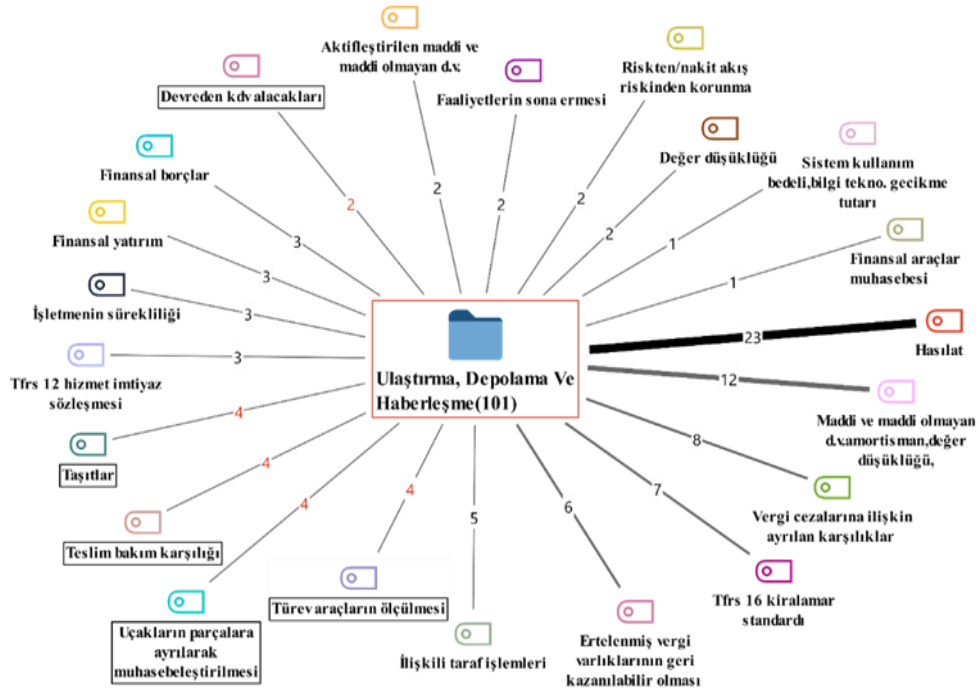 Aktifleştirilen maddi ve
maddi olmayan d.v.
Devreden kdv alacakları
Faaliyetlerin sona ermesi
Riskten/nakit akış
riskinden korunma
Değer düşüklüğü
Sistem kullanım
bedeli,bilgi tekno. gecikme
tutarı
Finansal borçlar
Finansal yatırım
İşletmenin sürekliliği
Tfrs 12 hizmet imtiyaz
sözleşmesi
Taşıtlar
Teslim bakım karşılığı
Uçakların parçalara
ayrılarak
muhasebeleştirilmesi
Türev araçların ölçülmesi
İlişkili taraf işlemleri
Ertelenmiş vergi
varlıklarının geri
kazanılabilir olması
Tfrs 16 kiralamar
standardı
Vergi cezalarına ilişkin
ayrılan karşılıklar
Maddi ve maddi olmayan
d.v.amortisman,değer
düşüklüğü,
Hasılat
Finansal araçlar
muhasebesi
Ulaştırma, Depolama Ve
Haberleşme(101)
2
2
2
2
2
1
1
23
12
8
7
6
5
4
4
4
4
3
3
3
3